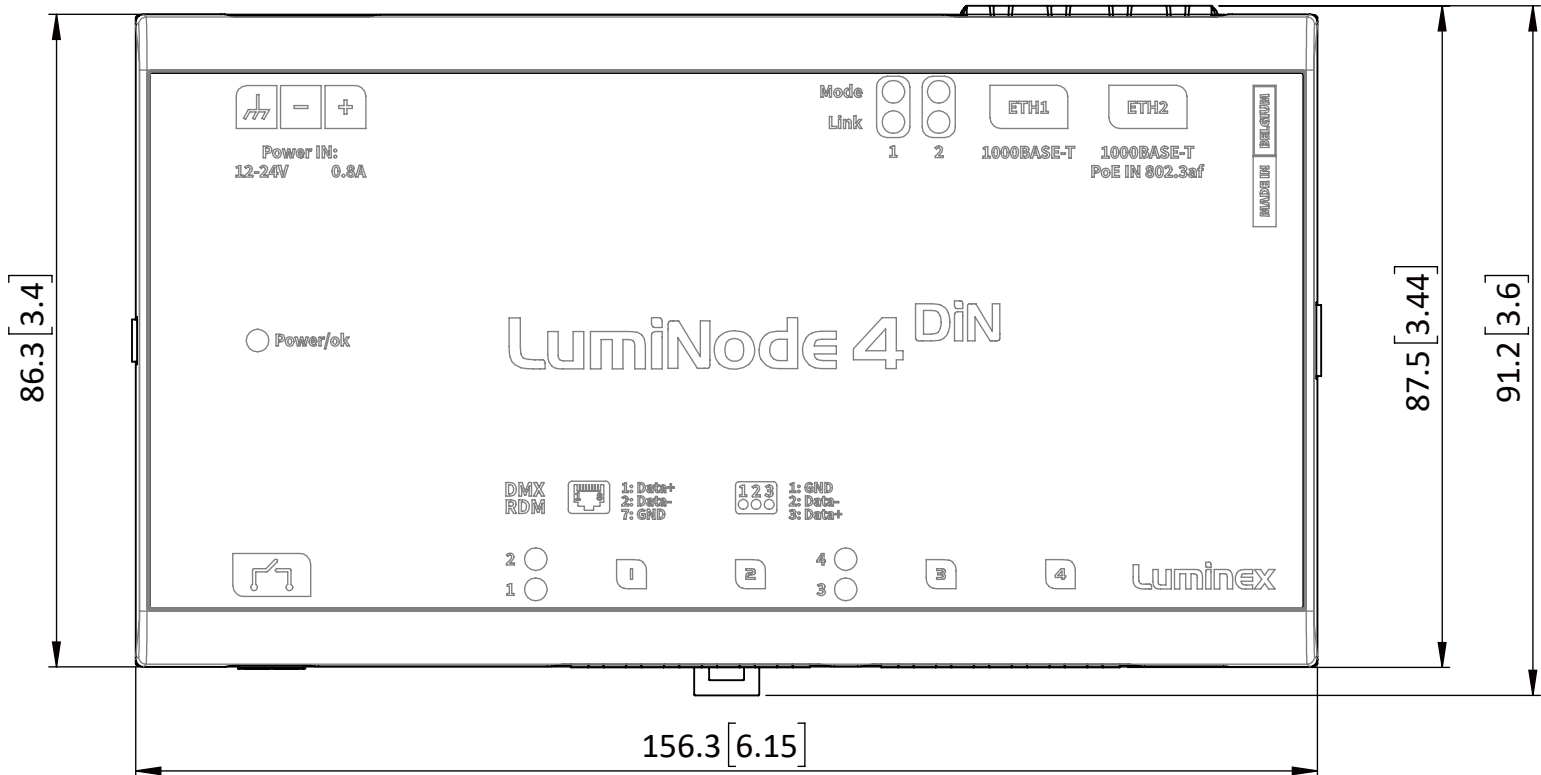 Mode
Link
1 2
ETH1
ETH2
1000BASE-T
1000BASE-T
PoE IN 802.3af
BELGIUM
MADE IN
- +
Power IN:
12-24V 0.8A
86.3 [3.4]
87.5 [3.44]
91.2 [3.6]
Power/ok
LumiNode 4 DiN
DMX
RDM
1 8
1: Data+
2: Data-
7: GND
1 2 3
1: GND
2: Data-
3: Data+
2
1
1
2
4
3
3
4
Luminex
156.3 [6.15]